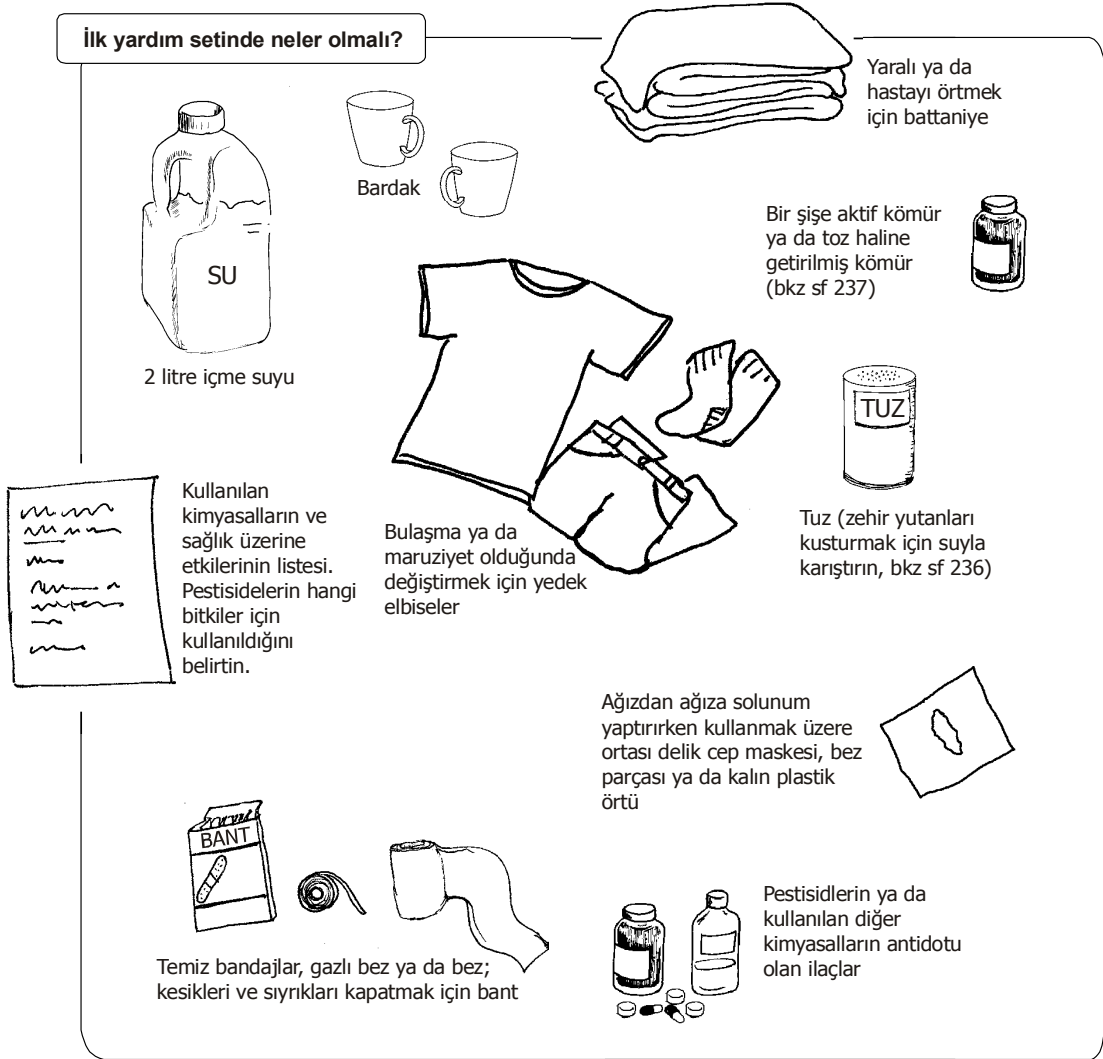 İlk yardım setinde neler olmalı?
Yaralı ya da
hastayı örtmek
için battaniye
Bardak
SU
2 litre içme suyu
Bir şişe aktif kömür
ya da toz haline
getirilmiş kömür
(bkz sf 237)
TUZ
Tuz (zehir yutanları
kusturmak için suyla
karıştırın, bkz sf 236)
Kullanılan
kimyasalların ve
sağlık üzerine
etkilerinin listesi.
Pestisidelerin hangi
bitkiler için
kullanıldığını
belirtin.
Bulaşma ya da
maruziyet olduğunda
değiştirmek için yedek
elbiseler
Ağızdan ağıza solunum
yaptırırken kullanmak üzere
ortası delik cep maskesi, bez
parçası ya da kalın plastik
örtü
BANT
Temiz bandajlar, gazlı bez ya da bez;
kesikleri ve sıyrıkları kapatmak için bant
Pestisidlerin ya da
kullanılan diğer
kimyasalların antidotu
olan ilaçlar